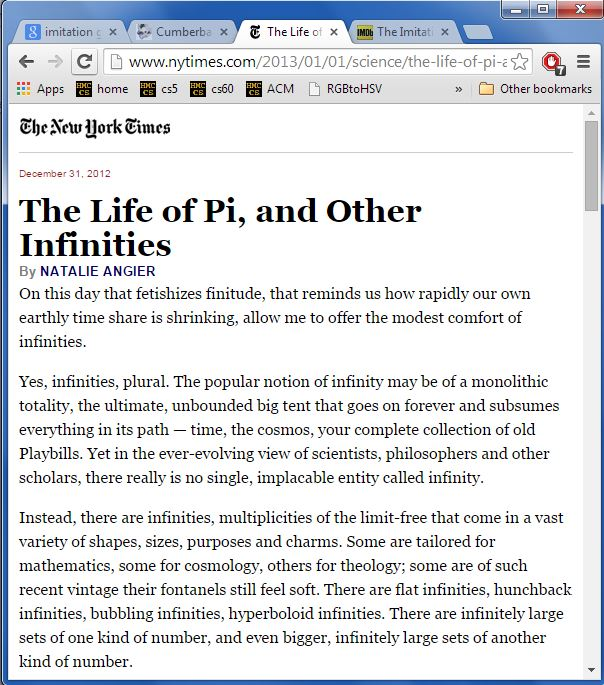 imitation g
Cumberba
The Life of
The Imitati
www.nytimes.com/2013/01/01/science/the-life-of-pi-a
7
Apps
HMC CS home
HMC CS cs5
HMC CS cs60
HMC CS ACM
RGBtoHSV
»
Other bookmarks
The New York Times
December 31, 2012
The Life of Pi, and Other
Infinities
By NATALIE ANGIER
On this day that fetishizes finitude, that reminds us how rapidly our own
earthly time share is shrinking, allow me to offer the modest comfort of
infinities.
Yes, infinities, plural. The popular notion of infinity may be of a monolithic
totality, the ultimate, unbounded big tent that goes on forever and subsumes
everything in its path — time, the cosmos, your complete collection of old
Playbills. Yet in the ever-evolving view of scientists, philosophers and other
scholars, there really is no single, implacable entity called infinity.
Instead, there are infinities, multiplicities of the limit-free that come in a vast
variety of shapes, sizes, purposes and charms. Some are tailored for
mathematics, some for cosmology, others for theology; some are of such
recent vintage their fontanels still feel soft. There are flat infinities, hunchback
infinities, bubbling infinities, hyperboloid infinities. There are infinitely large
sets of one kind of number, and even bigger, infinitely large sets of another
kind of number.